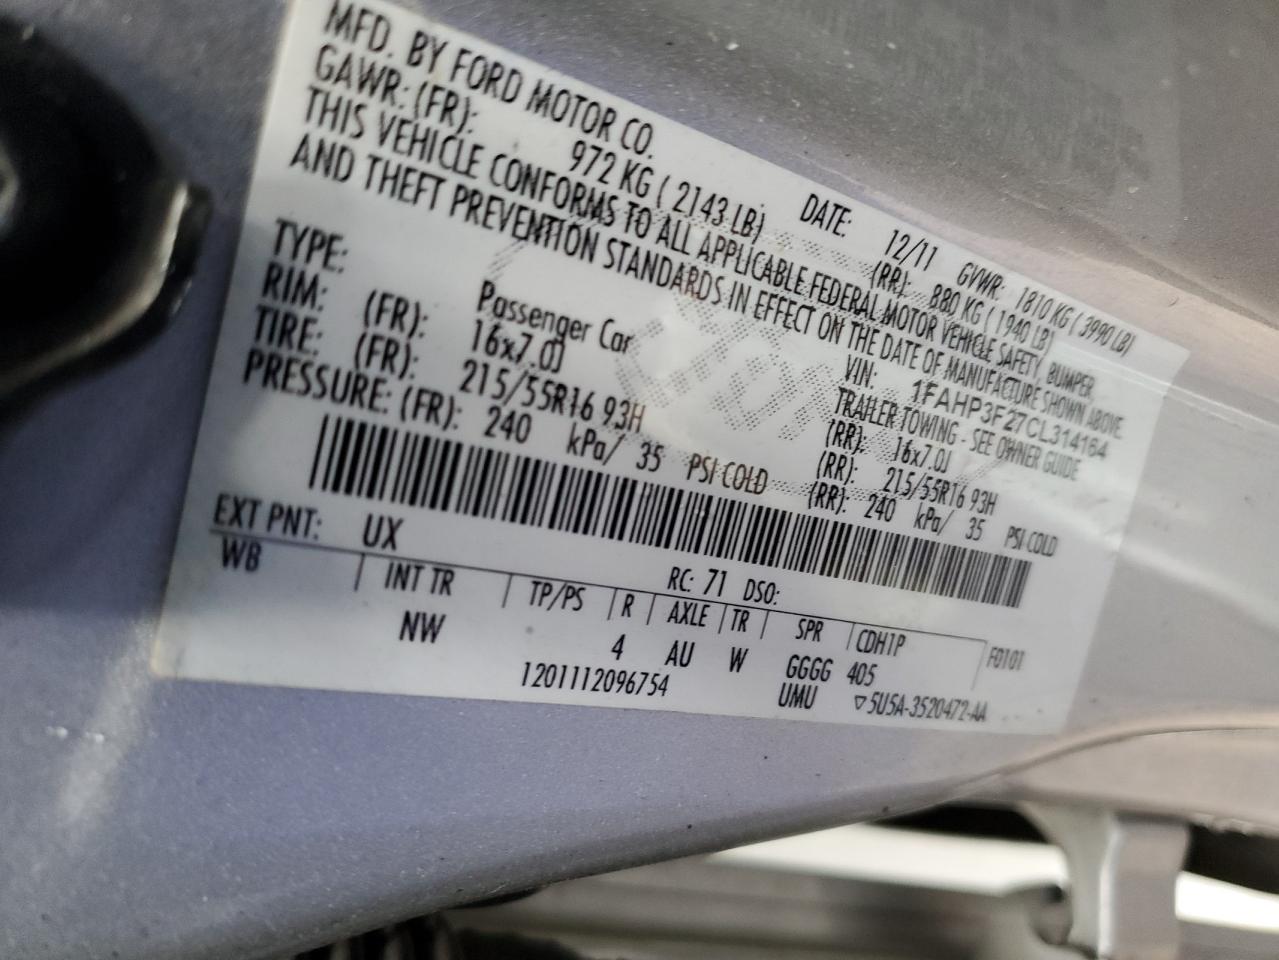 MFD. BY FORD MOTOR CO. DATE: 12/11 GVWR: 1810 KG ( 3990 LB)
GAWR: (FR): 972 KG ( 2143 LB) (RR): 880 KG ( 1940 LB)
THIS VEHICLE CONFORMS TO ALL APPLICABLE FEDERAL MOTOR VEHICLE SAFETY, BUMPER,
AND THEFT PREVENTION STANDARDS IN EFFECT ON THE DATE OF MANUFACTURE SHOWN ABOVE.
VIN: 1FAHP3F27CL314164
TYPE: Passenger Car TRAILER TOWING - SEE OWNER GUIDE
RIM: (FR): 16x7.0J (RR): 16x7.0J
TIRE: (FR): 215/55R16 93H (RR): 215/55R16 93H
PRESSURE: (FR): 240 kPa/ 35 PSI COLD (RR): 240 kPa/ 35 PSI COLD
EXT PNT: UX RC: 71 DSO:
WB INT TR TP/PS R AXLE TR SPR CDH1P F0101
NW 4 AU W GGGG 405
1201112096754 UMU ▽5U5A-3520472-AA